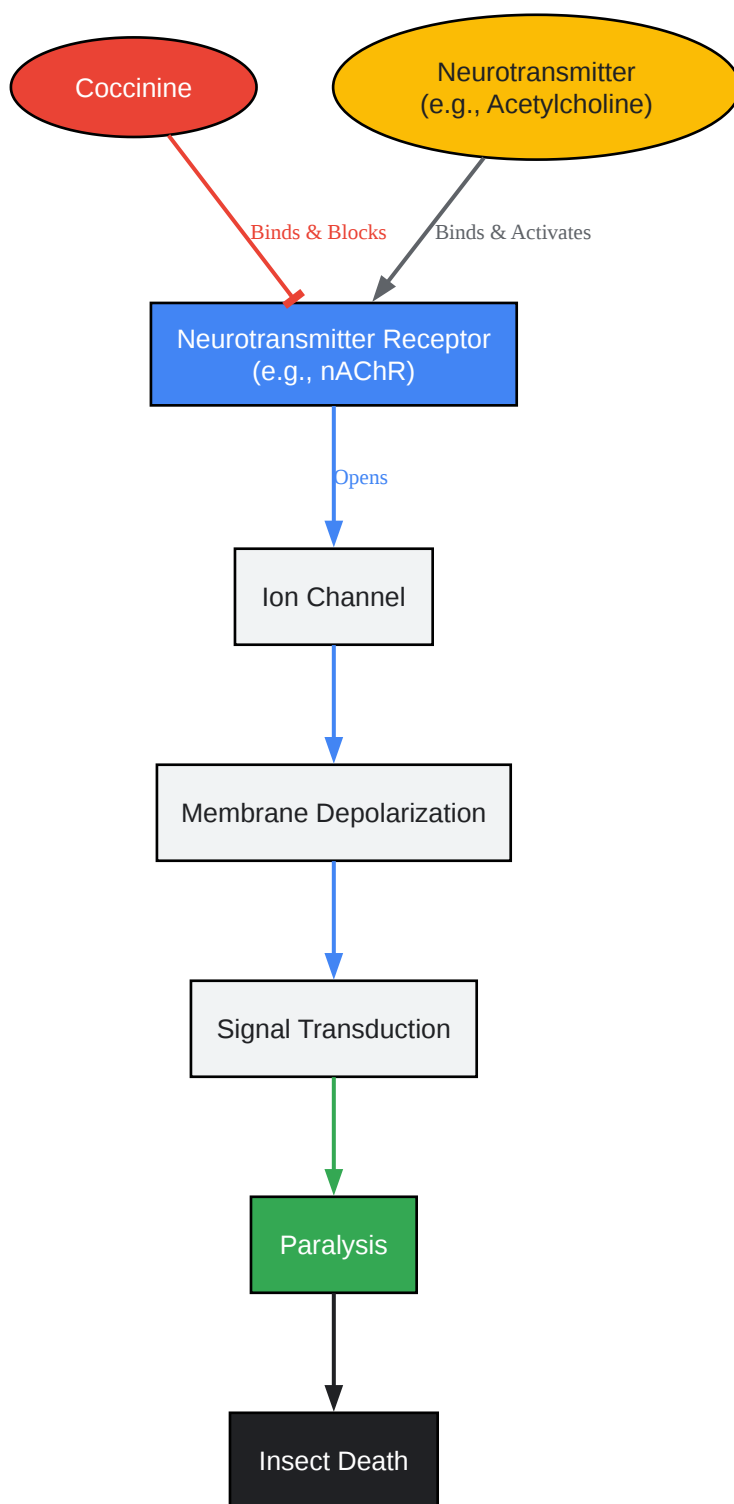 Coccinine
Neurotransmitter
(e.g., Acetylcholine)
Binds & Blocks
Binds & Activates
Neurotransmitter Receptor
(e.g., nAChR)
Opens
Ion Channel
Membrane Depolarization
Signal Transduction
Paralysis
Insect Death